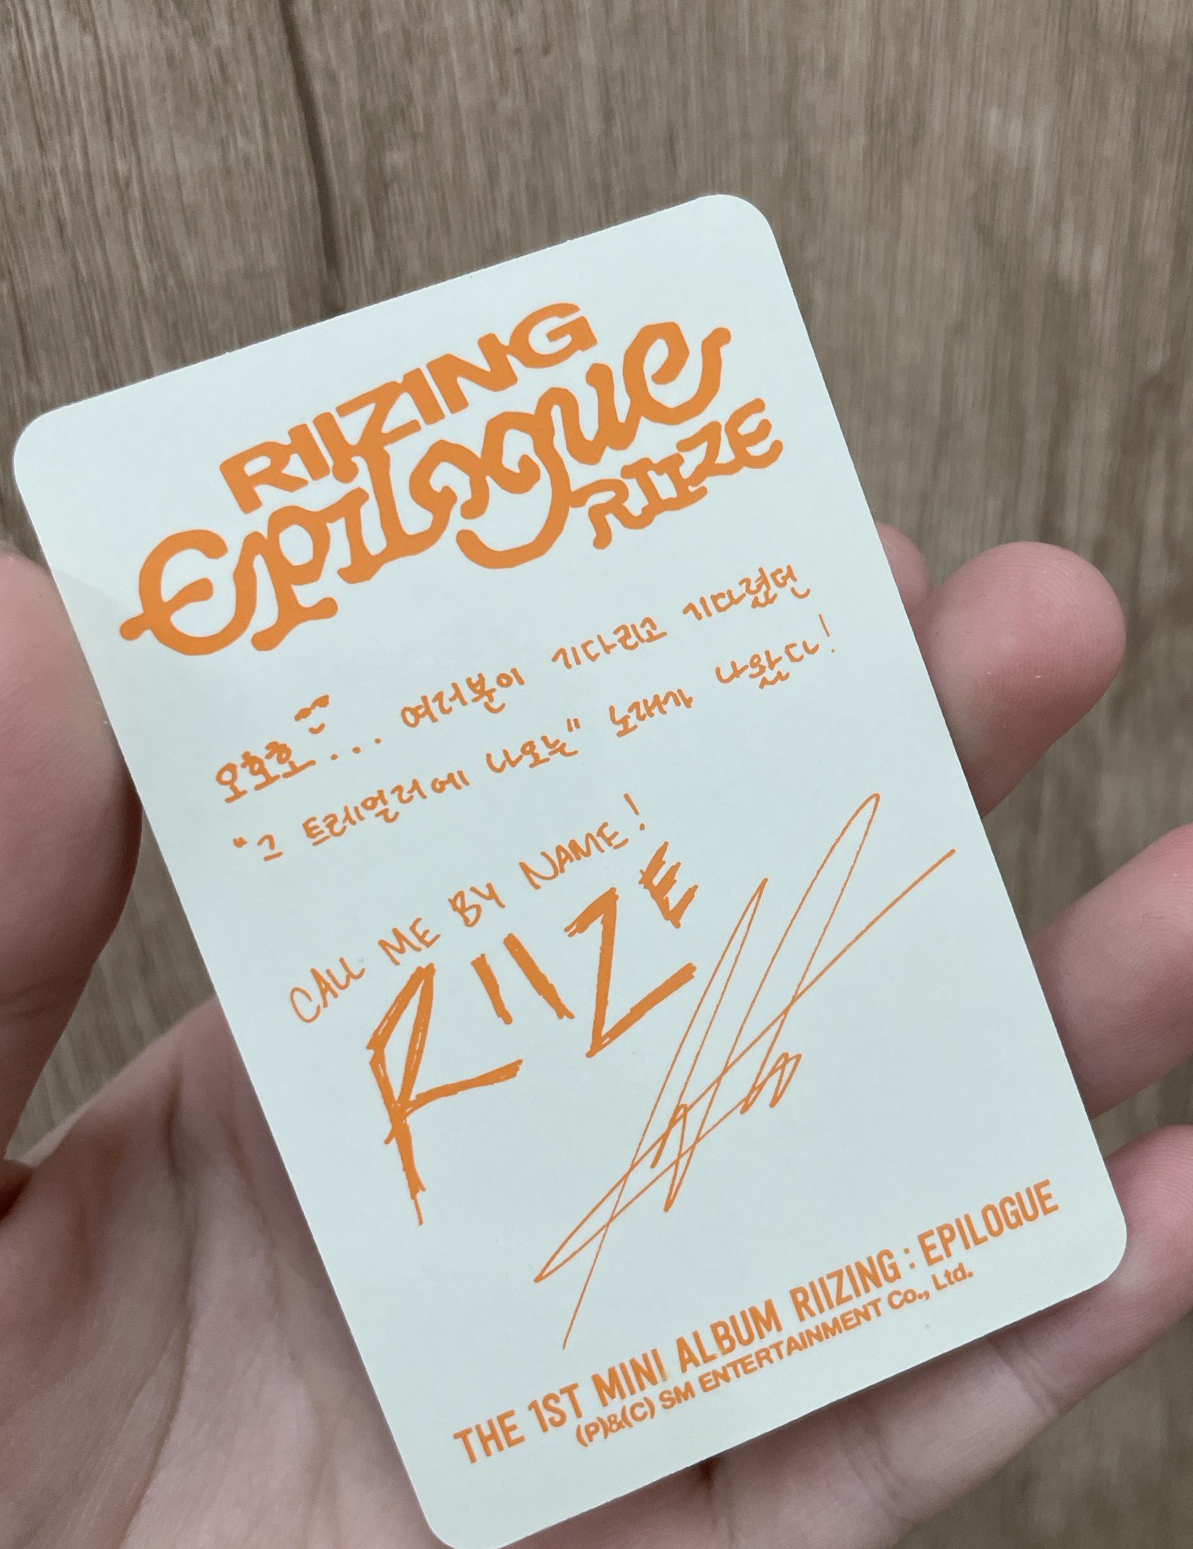 RIIZING
Epilogue
RIIZE
오호호... 여러분이 기다리고 기다렸던
"그 트레일러에 나오는" 노래가 나왔다!
CALL ME BY NAME!
RIIZE
THE 1ST MINI ALBUM RIIZING : EPILOGUE
(P)&(C) SM ENTERTAINMENT Co., Ltd.